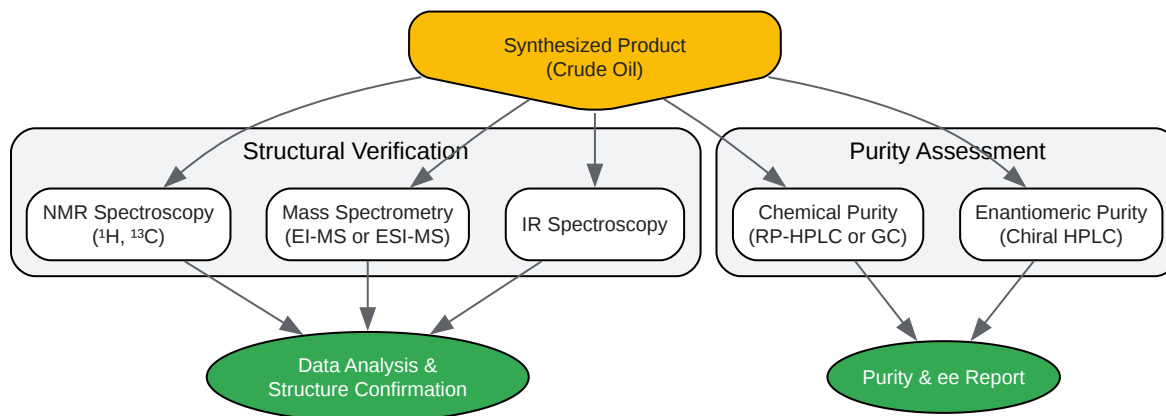 Synthesized Product
(Crude Oil)
Structural Verification
Purity Assessment
NMR Spectroscopy
(¹H, ¹³C)
Mass Spectrometry
(EI-MS or ESI-MS)
IR Spectroscopy
Chemical Purity
(RP-HPLC or GC)
Enantiomeric Purity
(Chiral HPLC)
Data Analysis &
Structure Confirmation
Purity & ee Report